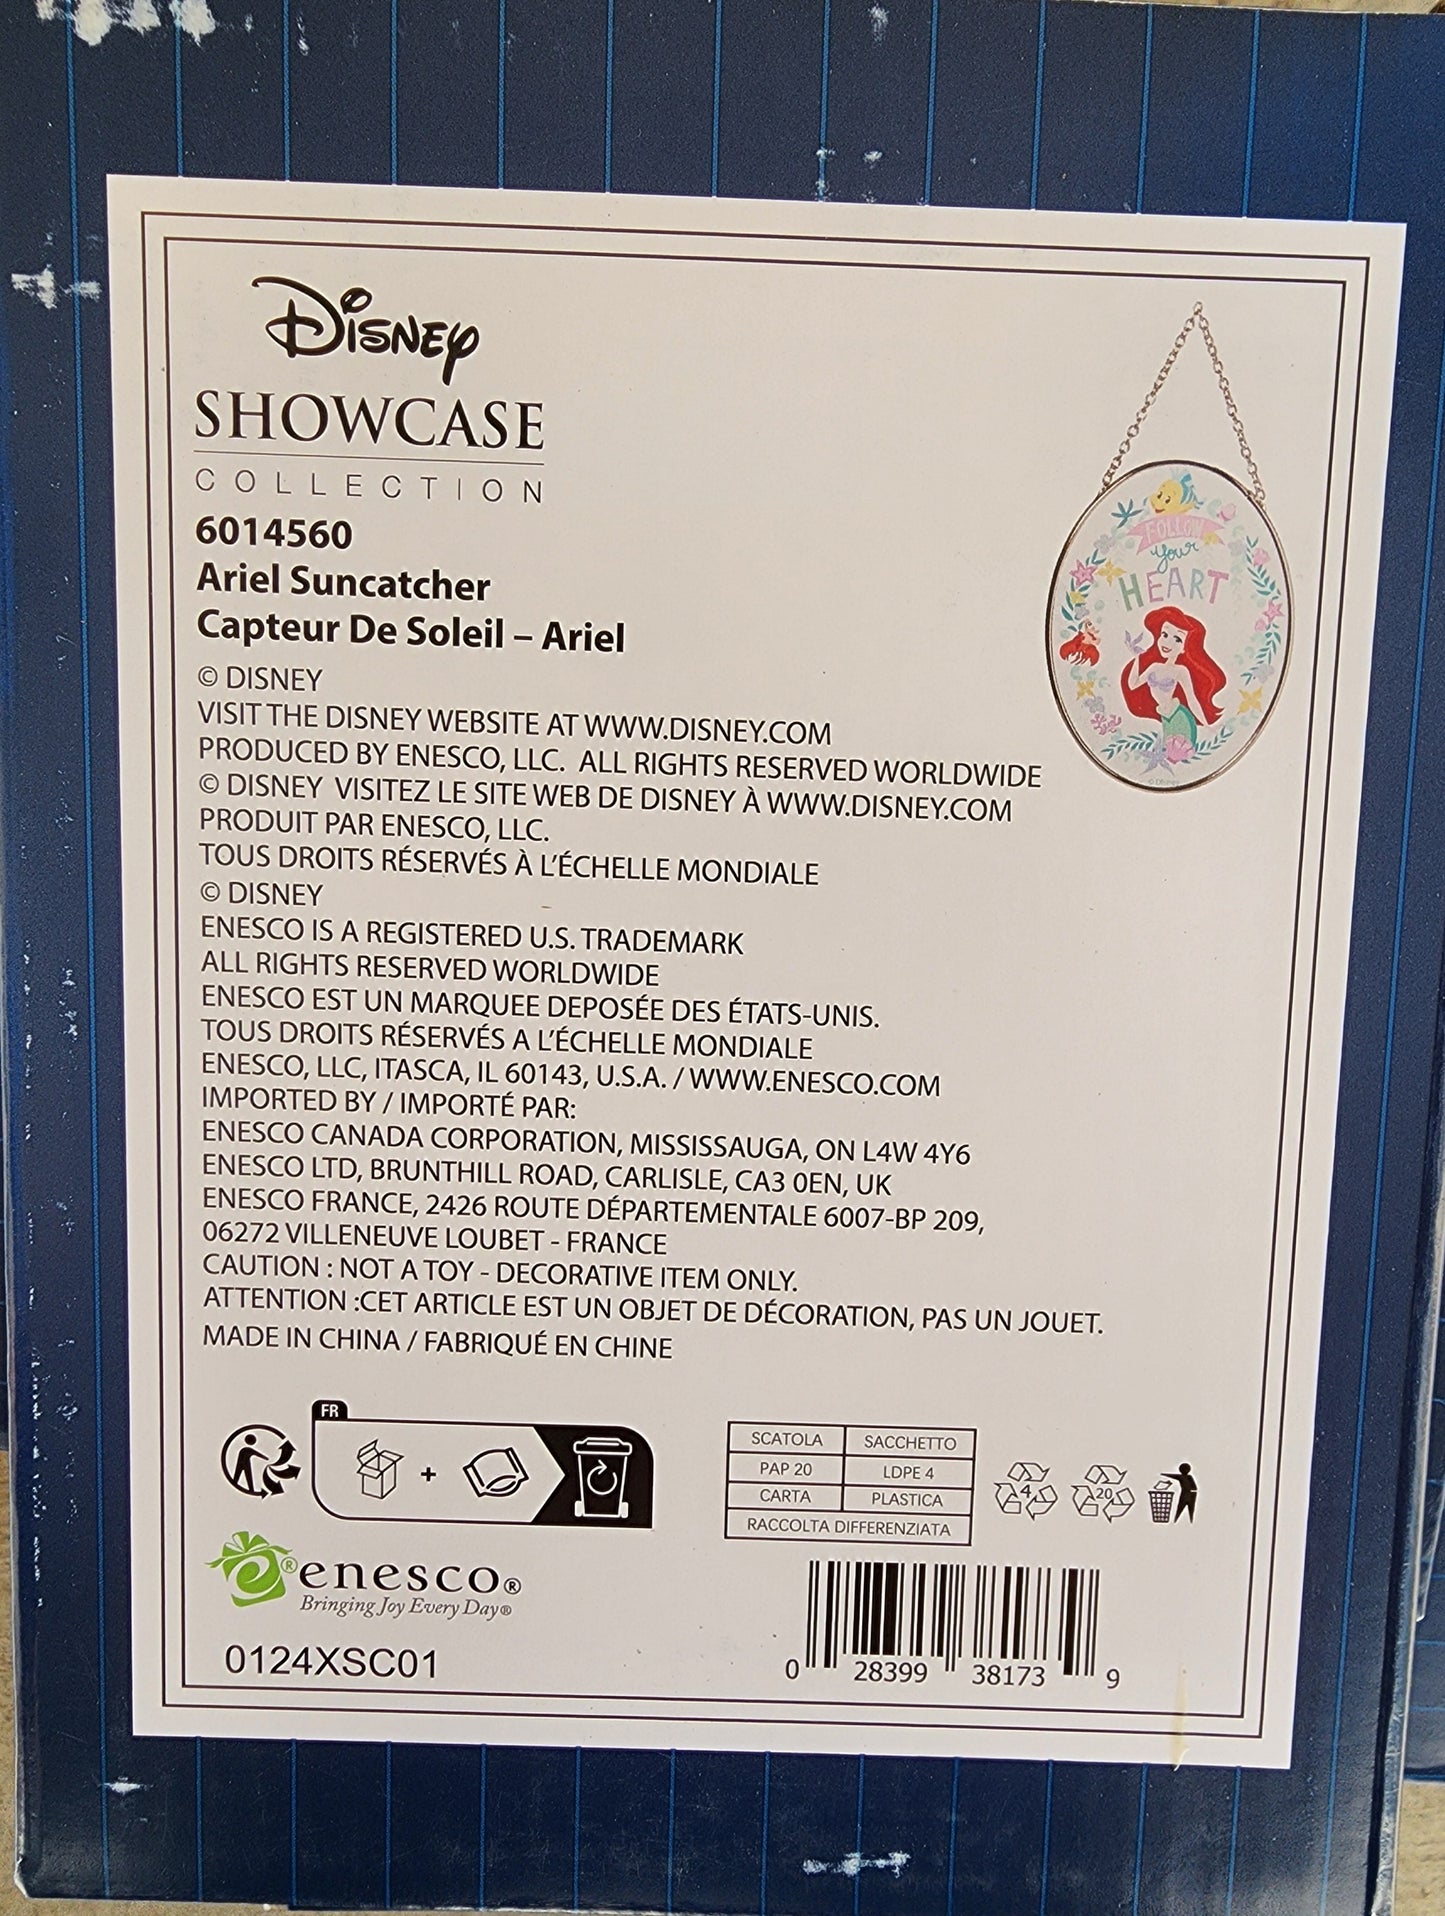 Disney
SHOWCASE
COLLECTION
6014560
Ariel Suncatcher
Capteur De Soleil – Ariel
FOLLOW
your
HEART
© Disney
© DISNEY
VISIT THE DISNEY WEBSITE AT WWW.DISNEY.COM
PRODUCED BY ENESCO, LLC. ALL RIGHTS RESERVED WORLDWIDE
© DISNEY VISITEZ LE SITE WEB DE DISNEY À WWW.DISNEY.COM
PRODUIT PAR ENESCO, LLC.
TOUS DROITS RÉSERVÉS À L'ÉCHELLE MONDIALE
© DISNEY
ENESCO IS A REGISTERED U.S. TRADEMARK
ALL RIGHTS RESERVED WORLDWIDE
ENESCO EST UN MARQUEE DEPOSÉE DES ÉTATS-UNIS.
TOUS DROITS RÉSERVÉS A L'ÉCHELLE MONDIALE
ENESCO, LLC, ITASCA, IL 60143, U.S.A. / WWW.ENESCO.COM
IMPORTED BY / IMPORTÉ PAR:
ENESCO CANADA CORPORATION, MISSISSAUGA, ON L4W 4Y6
ENESCO LTD, BRUNTHILL ROAD, CARLISLE, CA3 0EN, UK
ENESCO FRANCE, 2426 ROUTE DÉPARTEMENTALE 6007-BP 209,
06272 VILLENEUVE LOUBET - FRANCE
CAUTION : NOT A TOY - DECORATIVE ITEM ONLY.
ATTENTION :CET ARTICLE EST UN OBJET DE DÉCORATION, PAS UN JOUET.
MADE IN CHINA / FABRIQUÉ EN CHINE
FR
+
SCATOLA SACCHETTO
PAP 20 LDPE 4
CARTA PLASTICA
RACCOLTA DIFFERENZIATA
4 20
e® enesco®
Bringing Joy Every Day®
0124XSC01
0 28399 38173 9